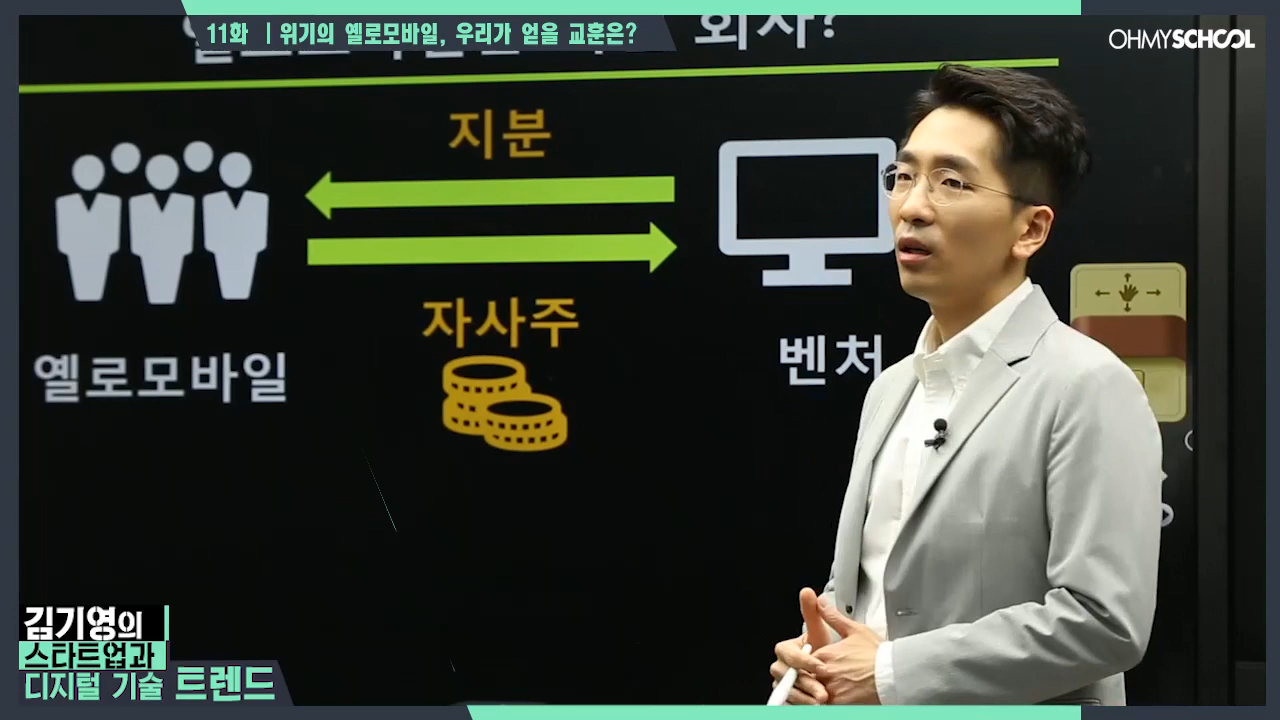 11화 | 위기의 옐로모바일, 우리가 얻을 교훈은?
OHMYSCHOOL
회사?
지분
자사주
옐로모바일
벤처
김기영의
스타트업과
디지털 기술 트렌드